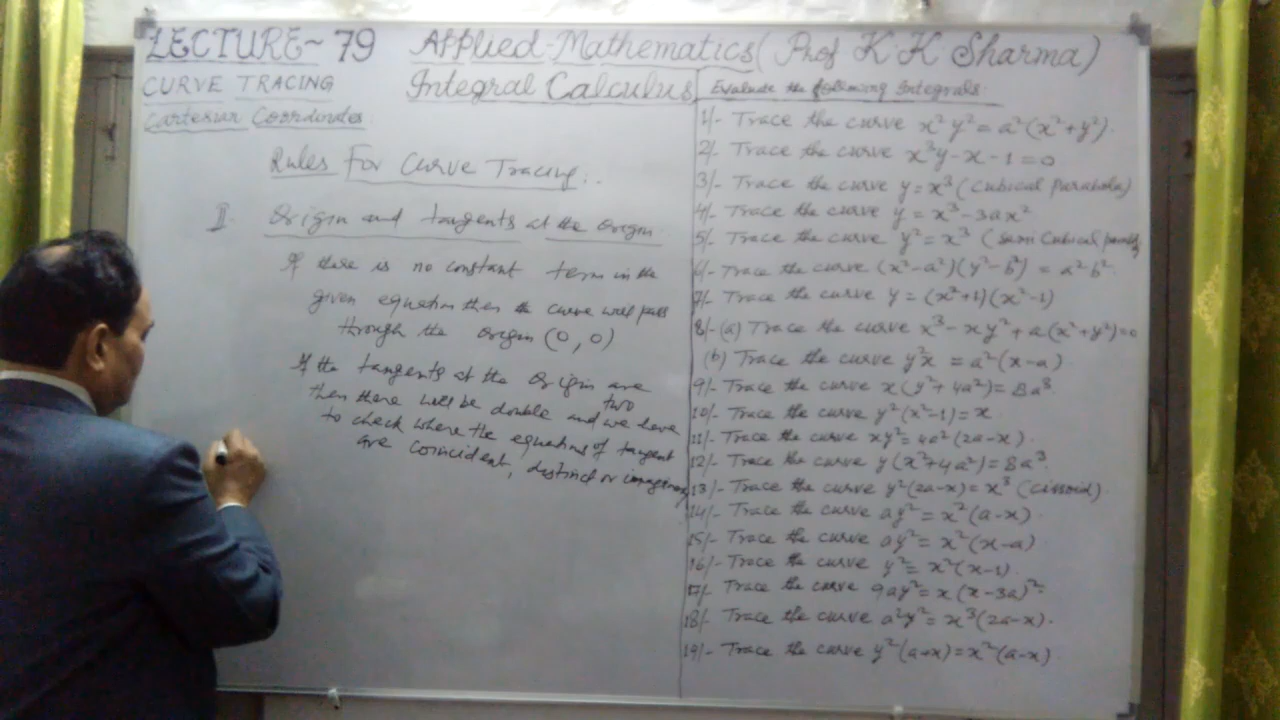 LECTURE~79 Applied-Mathematics (Prof K.K. Sharma)
CURVE TRACING Integral Calculus
Cartesian Coordinates
Evaluate the following Integrals
Rules For Curve Tracing:.
II. Origin and tangents at the Origin
If there is no constant term in the
given equation then the curve will pass
through the origin (0, 0)
If the tangents at the Origin are two
then there will be double and we have
to check where the equations of tangent
are coincident, distinct or imaginary
1/- Trace the curve x² y² = a² (x² + y²).
2/- Trace the curve x³y - x - 1 = 0
3/- Trace the curve y = x³ (Cubical Parabola)
4/- Trace the curve y = x³ - 3ax²
5/- Trace the curve y² = x³ (Semi Cubical
6/- Trace the curve (x² - a²)(y² - b²) = a² b².
7/- Trace the curve y = (x² + 1)(x² - 1)
8/- (a) Trace the curve x³ - xy² + a(x² + y²) = 0
(b) Trace the curve y²x = a² (x - a)
9/- Trace the curve x (y² + 4a²) = 8a³
10/- Trace the curve y² (x² - 1) = x
11/- Trace the curve xy² = 4a² (2a - x).
12/- Trace the curve y (x² + 4a²) = 8a³
13/- Trace the curve y² (2a - x) = x³ (Cissoid).
14/- Trace the curve ay² = x² (a - x)
15/- Trace the curve ay² = x² (x - a)
16/- Trace the curve y² = x² (x - 1).
17/- Trace the curve 9ay² = x (x - 3a)²
18/- Trace the curve a²y² = x³ (2a - x).
19/- Trace the curve y² (a + x) = x² (a - x)